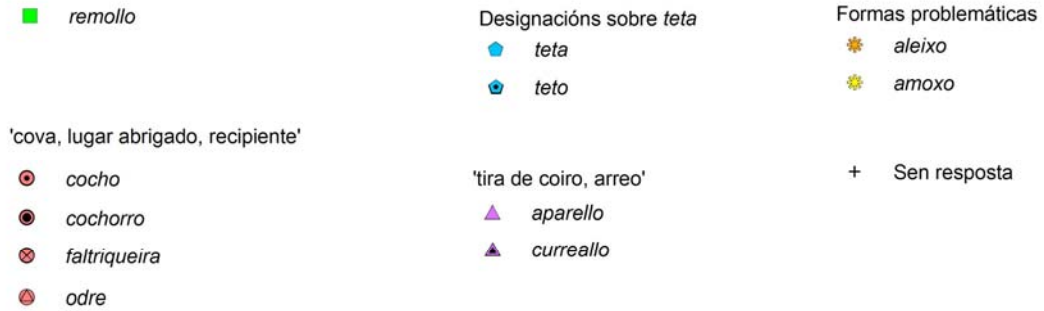 remollo
'cova, lugar abrigado, recipiente'
cocho
cochorro
faltriqueira
odre
Designacións sobre teta
teta
teto
'tira de coiro, arreo'
aparello
curreallo
Formas problemáticas
aleixo
amoxo
+ Sen resposta